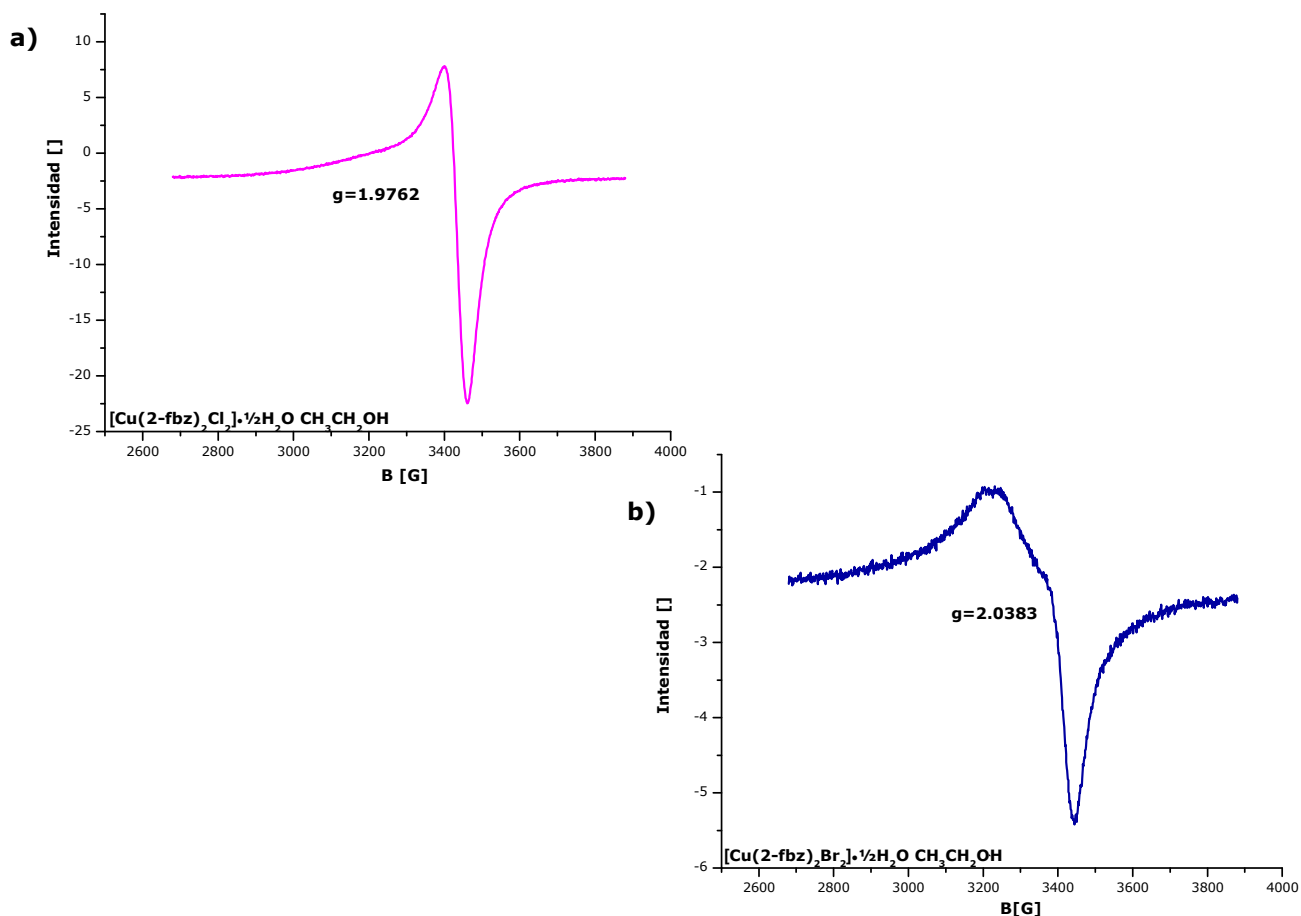 a)
10
5
0
-5
-10
-15
-20
-25
Intensidad []
g=1.9762
[Cu(2-fbz)₂Cl₂]•½H₂O CH₃CH₂OH
2600 2800 3000 3200 3400 3600 3800 4000
B [G]
b)
-1
-2
-3
-4
-5
-6
Intensidad []
g=2.0383
[Cu(2-fbz)₂Br₂]•½H₂O CH₃CH₂OH
2600 2800 3000 3200 3400 3600 3800 4000
B[G]